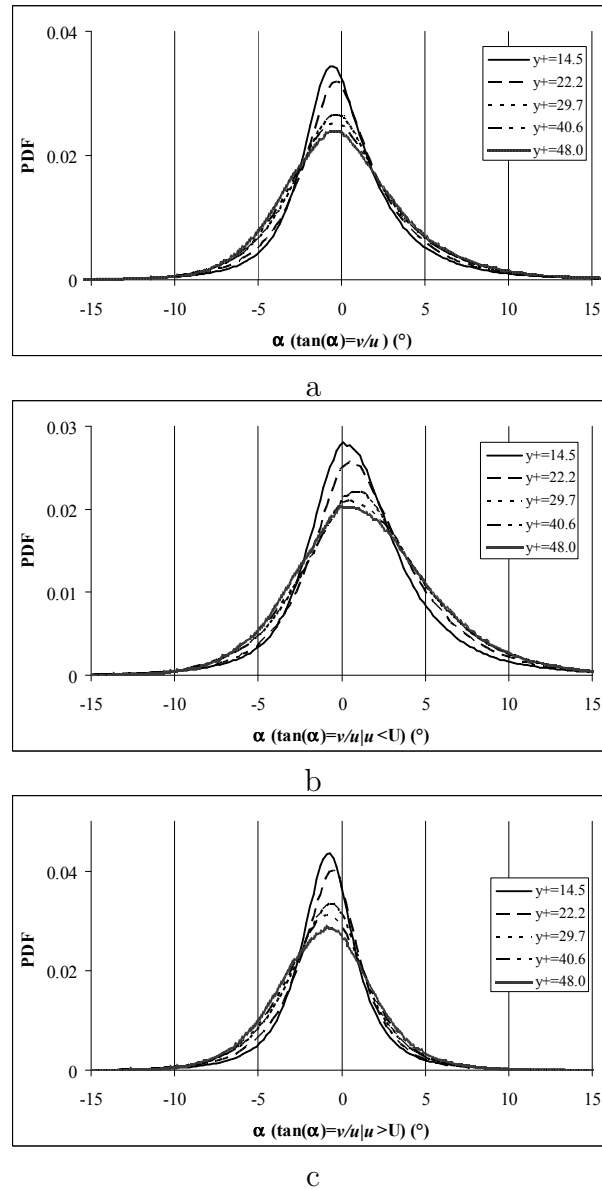 0.04
0.02
0
PDF
y+=14.5
y+=22.2
y+=29.7
y+=40.6
y+=48.0
-15 -10 -5 0 5 10 15
α (tan(α)=v/u ) (°)
a
0.03
0.02
0.01
0
PDF
y+=14.5
y+=22.2
y+=29.7
y+=40.6
y+=48.0
-15 -10 -5 0 5 10 15
α (tan(α)=v/u|u <U) (°)
b
0.04
0.02
0
PDF
y+=14.5
y+=22.2
y+=29.7
y+=40.6
y+=48.0
-15 -10 -5 0 5 10 15
α (tan(α)=v/u|u >U) (°)
c